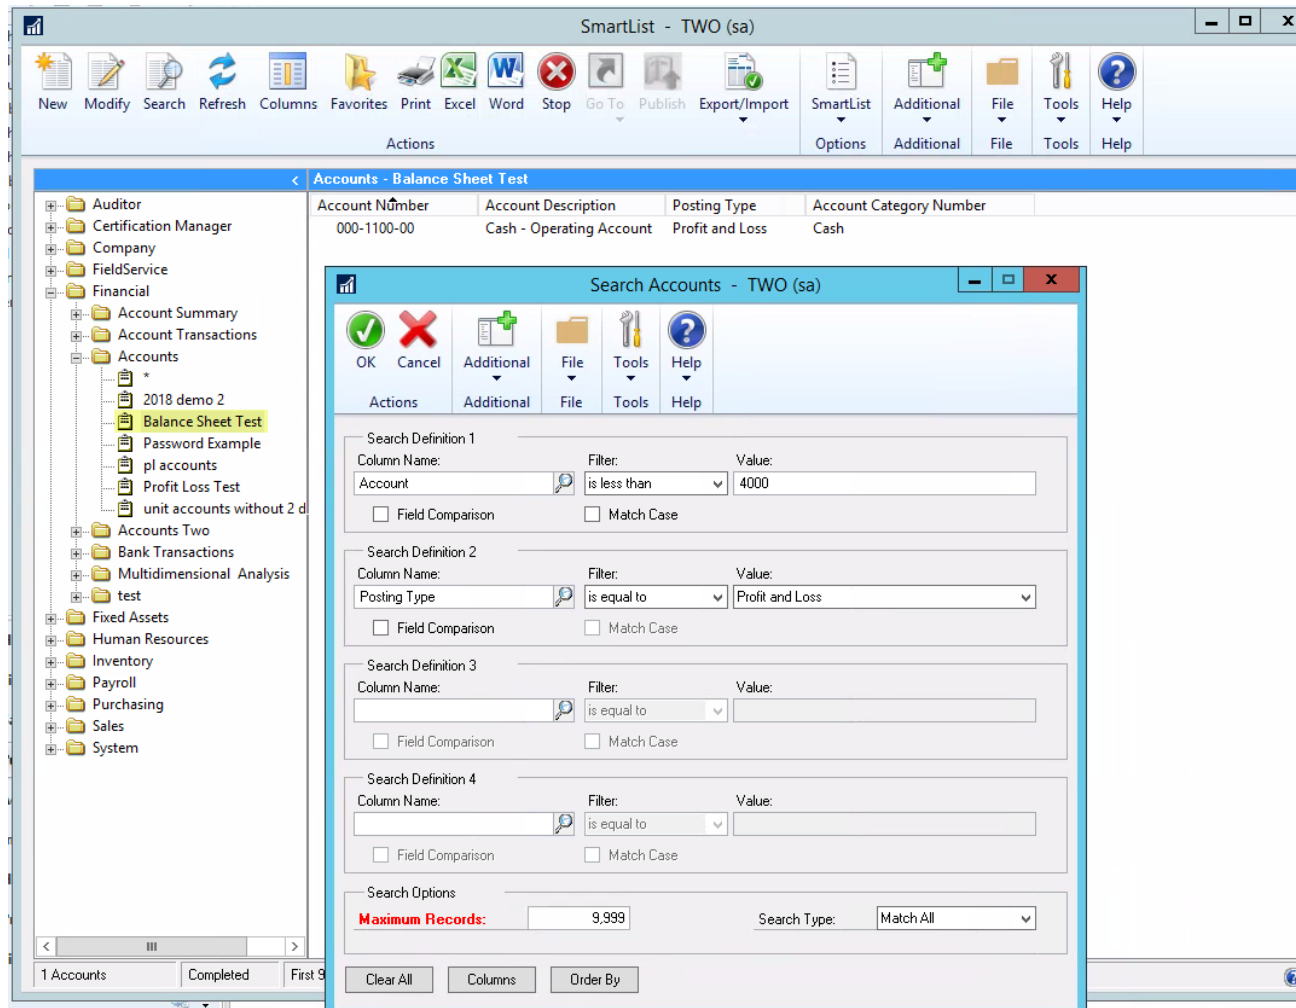 SmartList  -  TWO (sa)
New Modify Search Refresh Columns Favorites Print Excel Word Stop Go To Publish Export/Import SmartList Additional File Tools Help
Actions Options Additional File Tools Help
Accounts - Balance Sheet Test
Account Number Account Description Posting Type Account Category Number
000-1100-00 Cash - Operating Account Profit and Loss Cash
Auditor
Certification Manager
Company
FieldService
Financial
Account Summary
Account Transactions
Accounts
*
2018 demo 2
Balance Sheet Test
Password Example
pl accounts
Profit Loss Test
unit accounts without 2 d
Accounts Two
Bank Transactions
Multidimensional Analysis
test
Fixed Assets
Human Resources
Inventory
Payroll
Purchasing
Sales
System
1 Accounts Completed First 9
Search Accounts  -  TWO (sa)
OK Cancel Additional File Tools Help
Actions Additional File Tools Help
Search Definition 1
Column Name: Filter: Value:
Account is less than 4000
Field Comparison Match Case
Search Definition 2
Column Name: Filter: Value:
Posting Type is equal to Profit and Loss
Field Comparison Match Case
Search Definition 3
Column Name: Filter: Value:
is equal to
Field Comparison Match Case
Search Definition 4
Column Name: Filter: Value:
is equal to
Field Comparison Match Case
Search Options
Maximum Records: 9,999 Search Type: Match All
Clear All Columns Order By